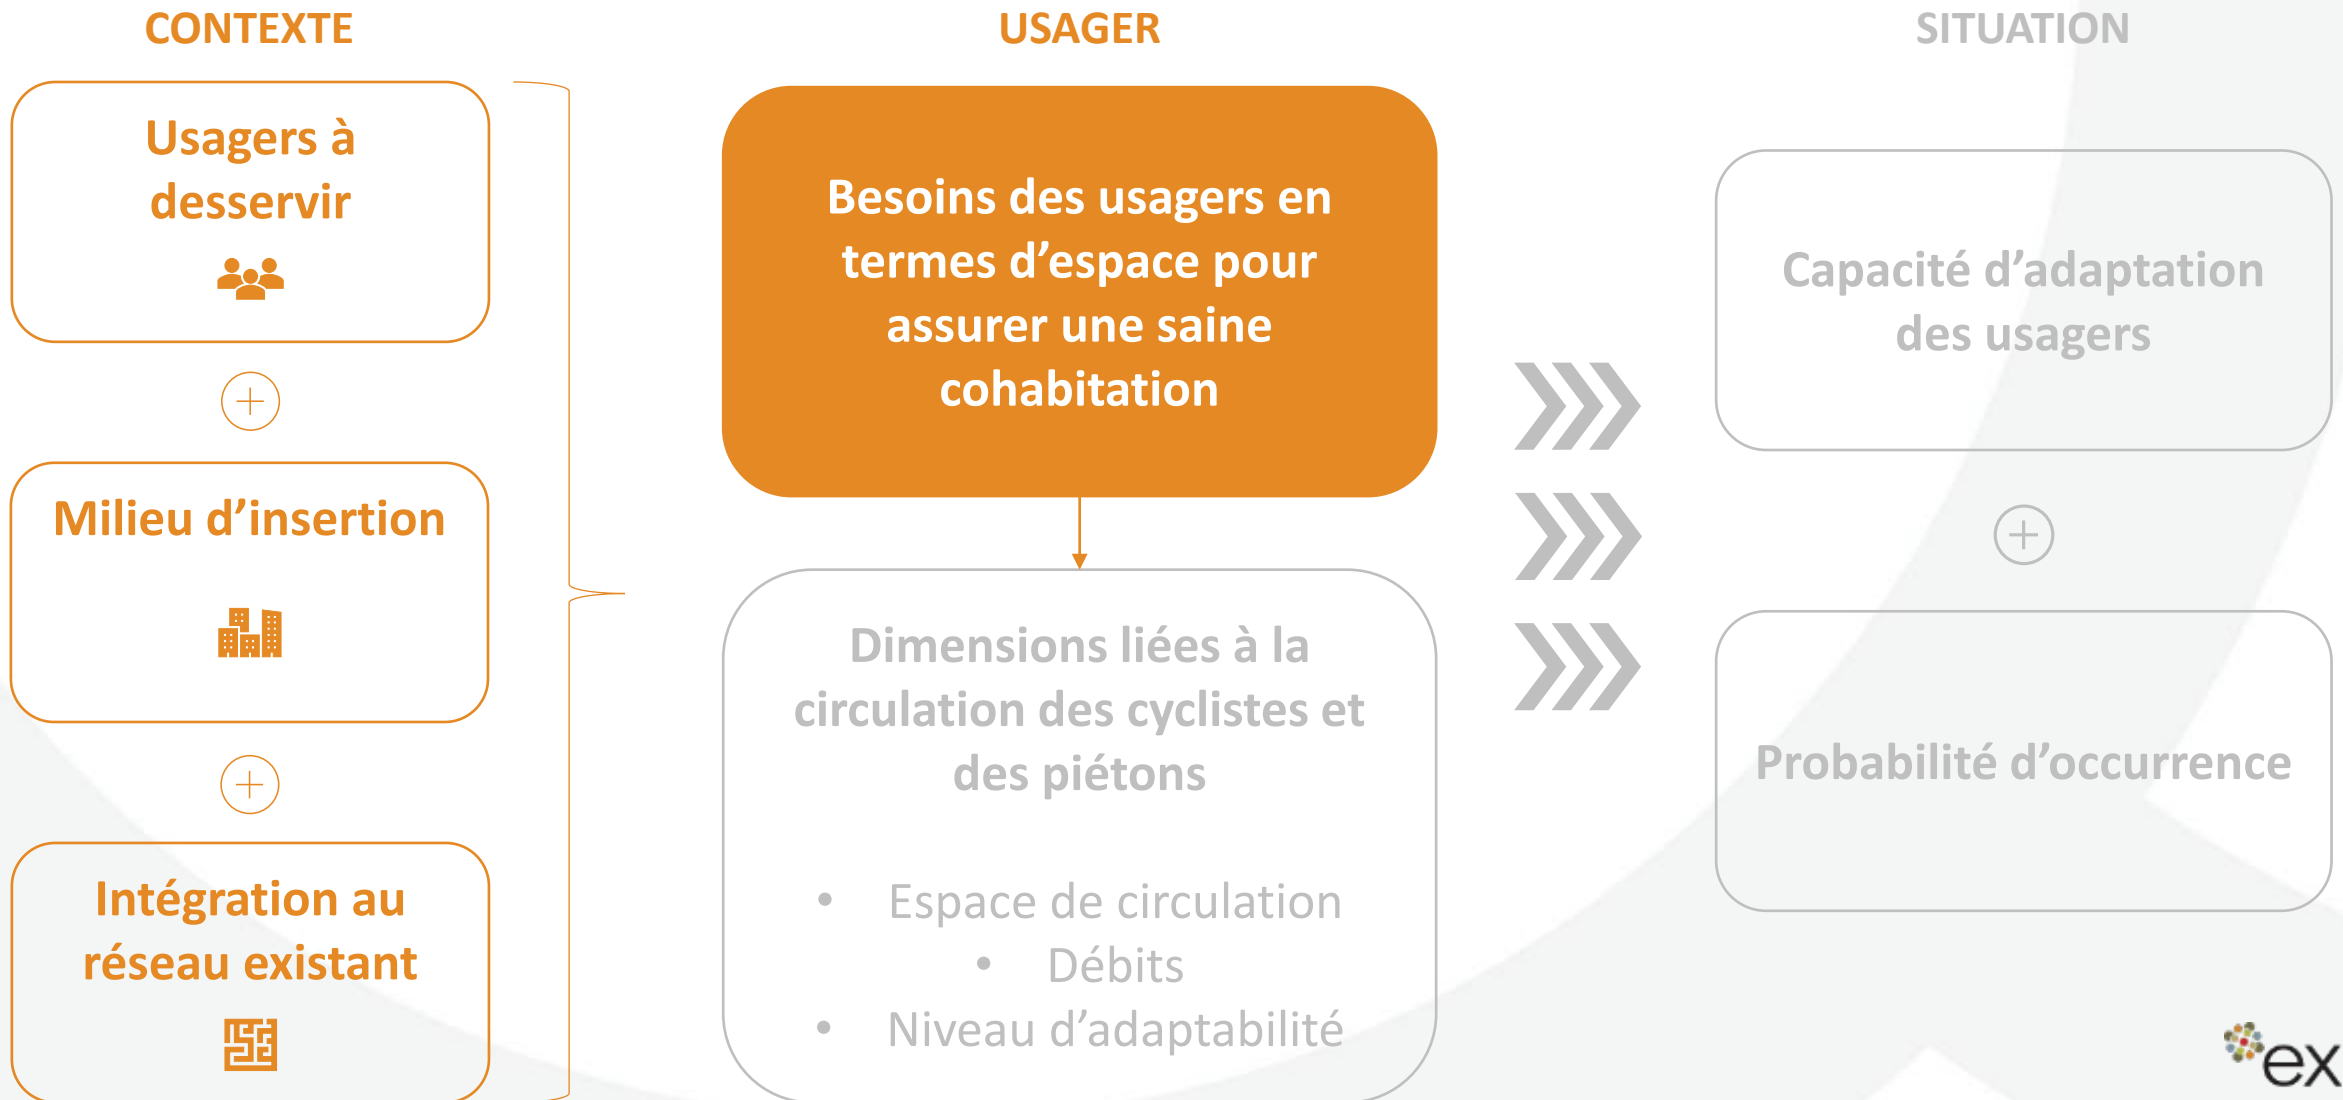 CONTEXTE
Usagers à
desservir
Milieu d'insertion
Intégration au
réseau existant
USAGER
Besoins des usagers en
termes d'espace pour
assurer une saine
cohabitation
Dimensions liées à la
circulation des cyclistes et
des piétons
• Espace de circulation
• Débits
• Niveau d'adaptabilité
SITUATION
Capacité d'adaptation
des usagers
Probabilité d'occurrence
ex